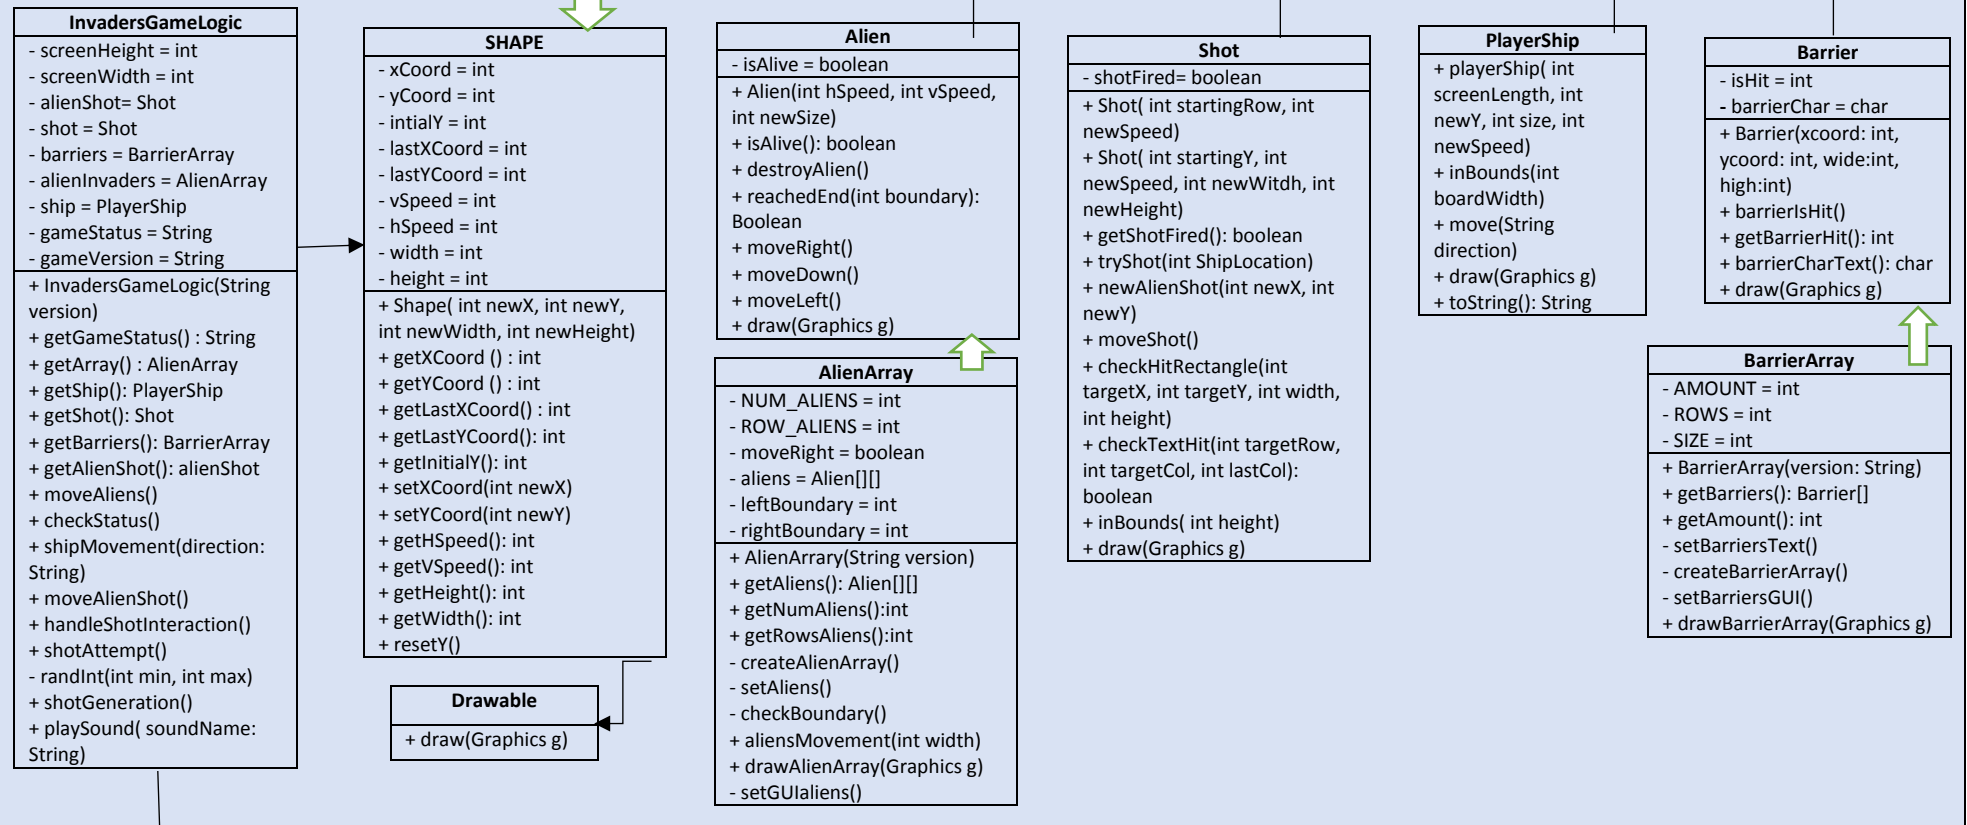 InvadersGameLogic
- screenHeight = int
- screenWidth = int
- alienShot= Shot
- shot = Shot
- barriers = BarrierArray
- alienInvaders = AlienArray
- ship = PlayerShip
- gameStatus = String
- gameVersion = String
+ InvadersGameLogic(String
version)
+ getGameStatus() : String
+ getArray() : AlienArray
+ getShip(): PlayerShip
+ getShot(): Shot
+ getBarriers(): BarrierArray
+ getAlienShot(): alienShot
+ moveAliens()
+ checkStatus()
+ shipMovement(direction:
String)
+ moveAlienShot()
+ handleShotInteraction()
+ shotAttempt()
- randInt(int min, int max)
+ shotGeneration()
+ playSound( soundName:
String)
SHAPE
- xCoord = int
- yCoord = int
- intialY = int
- lastXCoord = int
- lastYCoord = int
- vSpeed = int
- hSpeed = int
- width = int
- height = int
+ Shape( int newX, int newY,
int newWidth, int newHeight)
+ getXCoord () : int
+ getYCoord () : int
+ getLastXCoord() : int
+ getLastYCoord(): int
+ getInitialY(): int
+ setXCoord(int newX)
+ setYCoord(int newY)
+ getHSpeed(): int
+ getVSpeed(): int
+ getHeight(): int
+ getWidth(): int
+ resetY()
Drawable
+ draw(Graphics g)
Alien
- isAlive = boolean
+ Alien(int hSpeed, int vSpeed,
int newSize)
+ isAlive(): boolean
+ destroyAlien()
+ reachedEnd(int boundary):
Boolean
+ moveRight()
+ moveDown()
+ moveLeft()
+ draw(Graphics g)
AlienArray
- NUM_ALIENS = int
- ROW_ALIENS = int
- moveRight = boolean
- aliens = Alien[][]
- leftBoundary = int
- rightBoundary = int
+ AlienArrary(String version)
+ getAliens(): Alien[][]
+ getNumAliens():int
+ getRowsAliens():int
- createAlienArray()
- setAliens()
- checkBoundary()
+ aliensMovement(int width)
+ drawAlienArray(Graphics g)
- setGUIaliens()
Shot
- shotFired= boolean
+ Shot( int startingRow, int
newSpeed)
+ Shot( int startingY, int
newSpeed, int newWitdh, int
newHeight)
+ getShotFired(): boolean
+ tryShot(int ShipLocation)
+ newAlienShot(int newX, int
newY)
+ moveShot()
+ checkHitRectangle(int
targetX, int targetY, int width,
int height)
+ checkTextHit(int targetRow,
int targetCol, int lastCol):
boolean
+ inBounds( int height)
+ draw(Graphics g)
PlayerShip
+ playerShip( int
screenLength, int
newY, int size, int
newSpeed)
+ inBounds(int
boardWidth)
+ move(String
direction)
+ draw(Graphics g)
+ toString(): String
Barrier
- isHit = int
- barrierChar = char
+ Barrier(xcoord: int,
ycoord: int, wide:int,
high:int)
+ barrierIsHit()
+ getBarrierHit(): int
+ barrierCharText(): char
+ draw(Graphics g)
BarrierArray
- AMOUNT = int
- ROWS = int
- SIZE = int
+ BarrierArray(version: String)
+ getBarriers(): Barrier[]
+ getAmount(): int
- setBarriersText()
- createBarrierArray()
- setBarriersGUI()
+ drawBarrierArray(Graphics g)